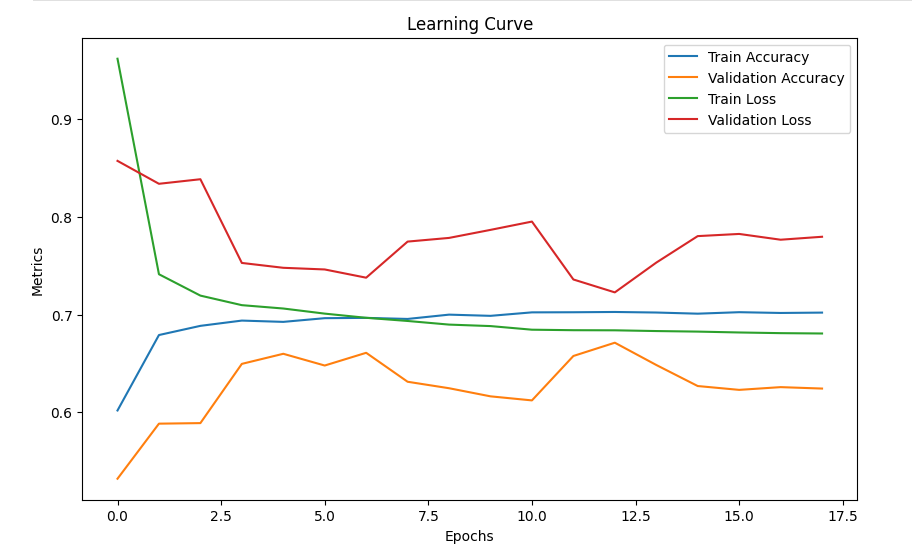 Learning Curve
Train Accuracy
Validation Accuracy
Train Loss
Validation Loss
0.9
0.8
0.7
0.6
Metrics
0.0 2.5 5.0 7.5 10.0 12.5 15.0 17.5
Epochs